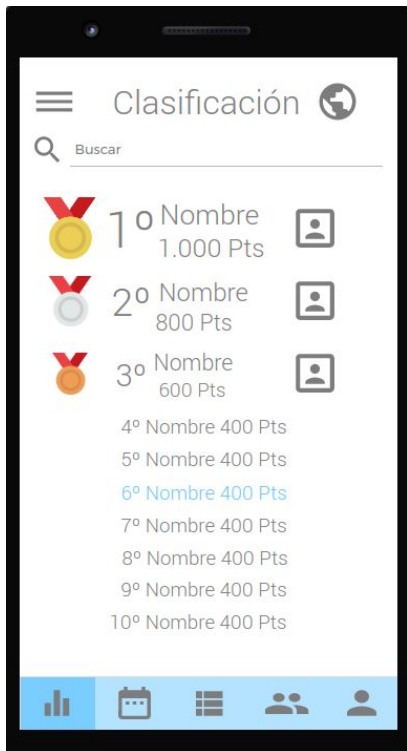 Clasificación
Buscar
1º Nombre
1.000 Pts
2º Nombre
800 Pts
3º Nombre
600 Pts
4º Nombre 400 Pts
5º Nombre 400 Pts
6º Nombre 400 Pts
7º Nombre 400 Pts
8º Nombre 400 Pts
9º Nombre 400 Pts
10º Nombre 400 Pts